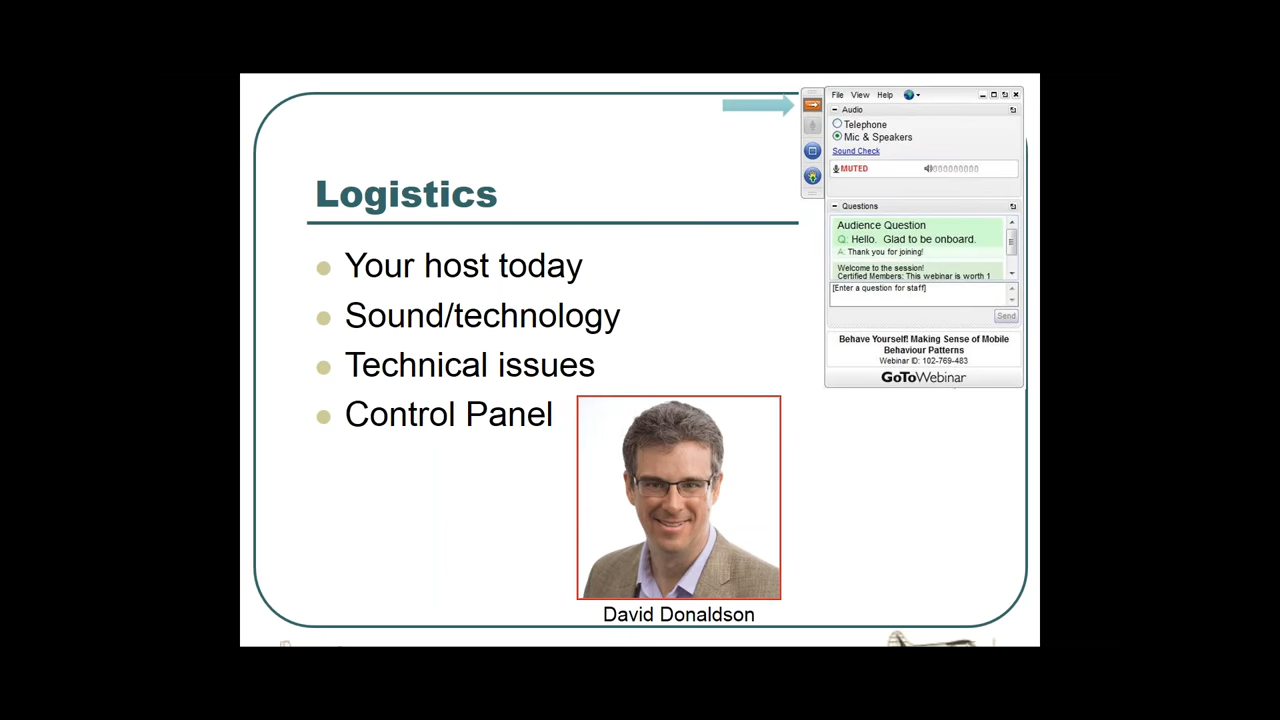 Logistics
Your host today
Sound/technology
Technical issues
Control Panel
David Donaldson
File View Help
Audio
Telephone
Mic & Speakers
Sound Check
MUTED
Questions
Audience Question
Q: Hello. Glad to be onboard.
A: Thank you for joining!
Welcome to the session!
Certified Members: This webinar is worth 1
[Enter a question for staff]
Send
Behave Yourself! Making Sense of Mobile
Behaviour Patterns
Webinar ID: 102-769-483
GoToWebinar